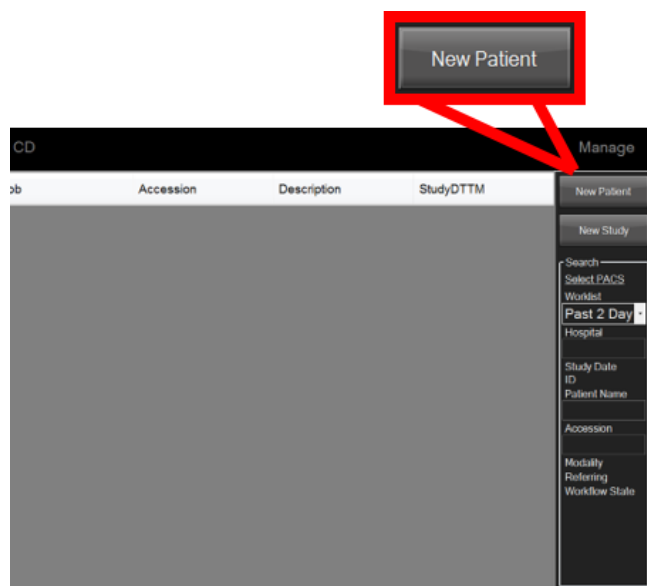 New Patient
CD
Manage
ob Accession Description StudyDTTM
New Patient
New Study
Search
Select PACS
Worklist
Past 2 Day
Hospital
Study Date
ID
Patient Name
Accession
Modality
Referring
Workflow State